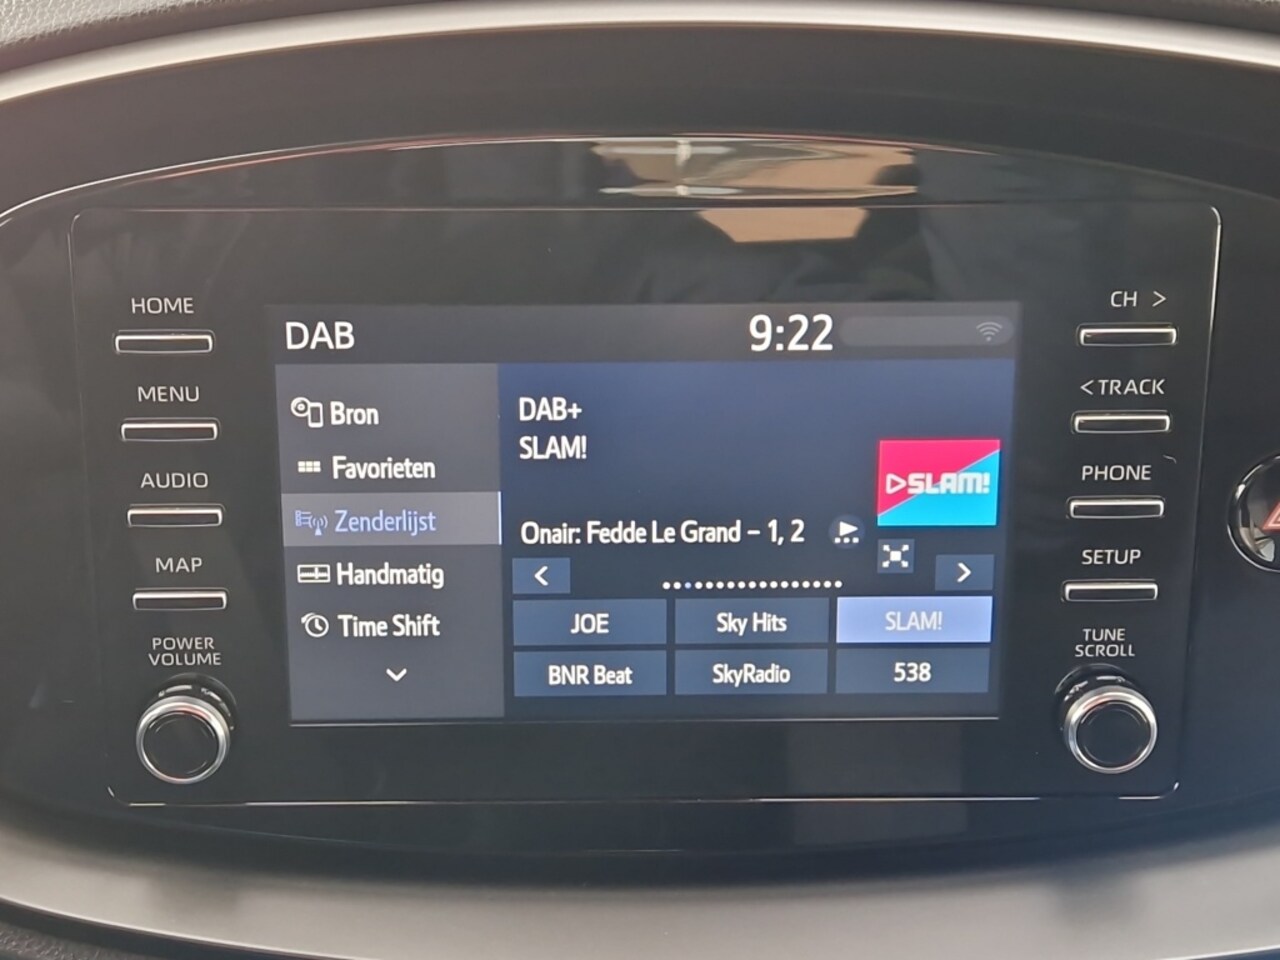 HOME
MENU
AUDIO
MAP
POWER
VOLUME
DAB
9:22
Bron
Favorieten
Zenderlijst
Handmatig
Time Shift
DAB+
SLAM!
SLAM!
Onair: Fedde Le Grand – 1, 2
JOE
Sky Hits
SLAM!
BNR Beat
SkyRadio
538
CH >
< TRACK
PHONE
SETUP
TUNE
SCROLL